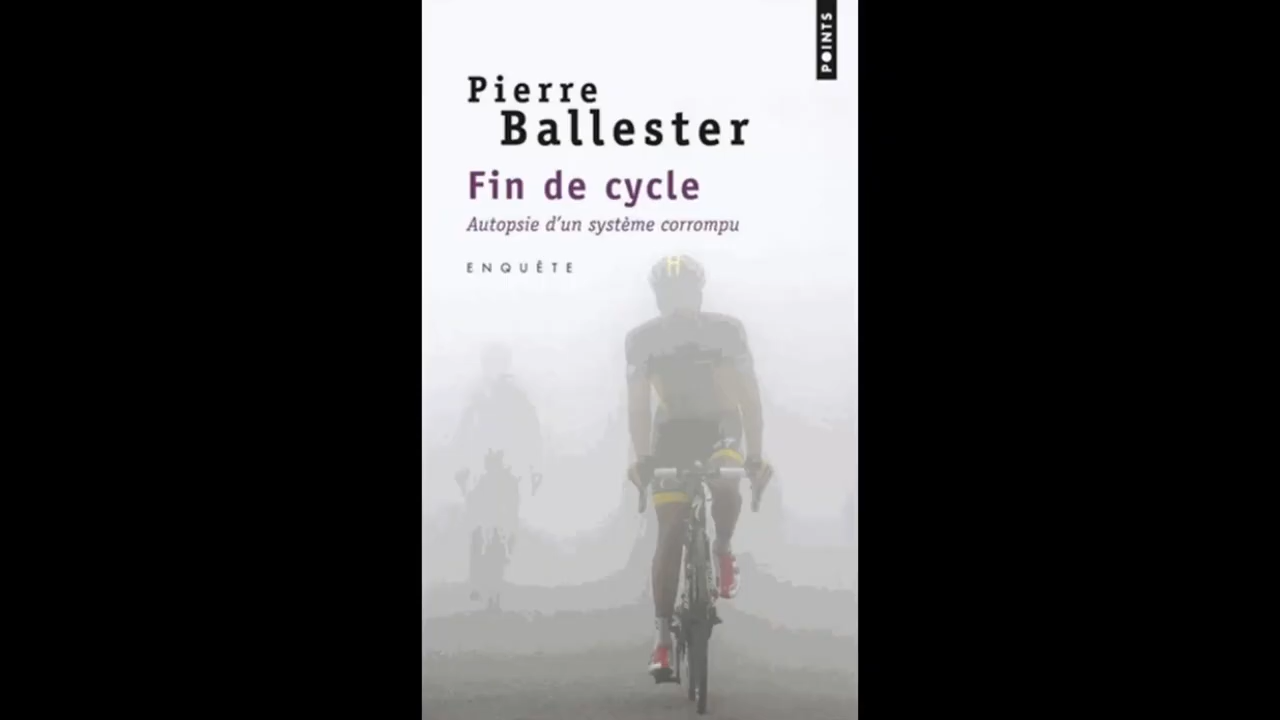 POINTS
Pierre
Ballester
Fin de cycle
Autopsie d'un système corrompu
ENQUÊTE